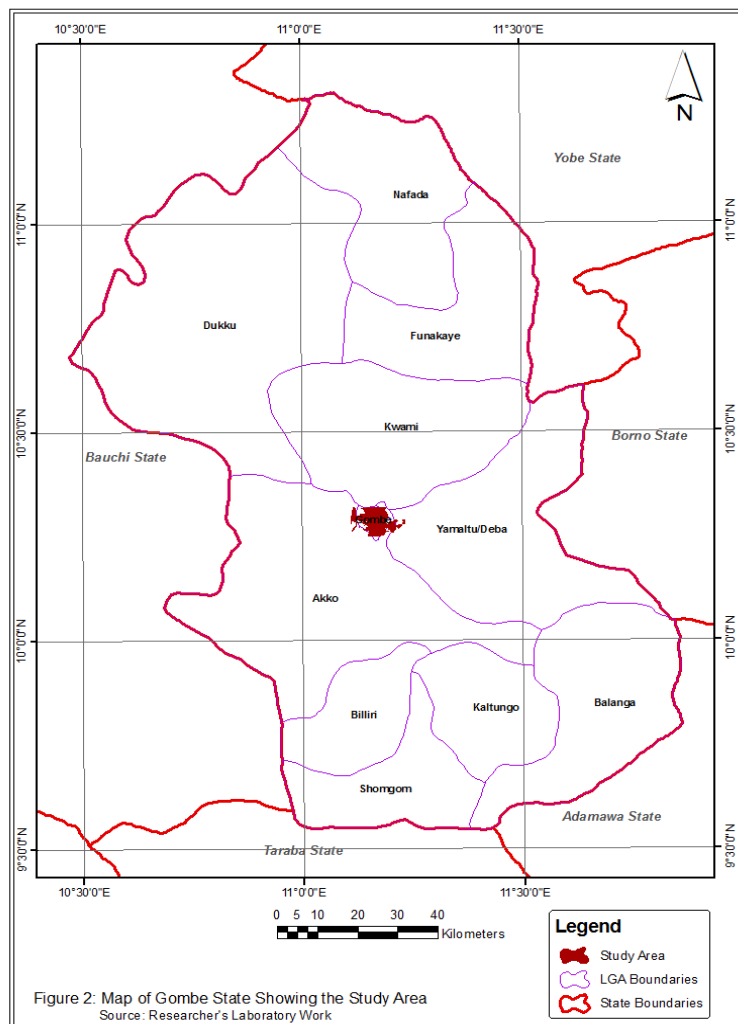 10°30'0"E
11°0'0"E
11°30'0"E
N
Yobe State
Nafada
11°0'0"N
11°0'0"N
Dukku
Funakaye
Kwami
10°30'0"N
10°30'0"N
Borno State
Bauchi State
Gombe
Yamaltu/Deba
Akko
10°0'0"N
10°0'0"N
Billiri
Kaltungo
Balanga
Shomgom
Adamawa State
Taraba State
9°30'0"N
9°30'0"N
10°30'0"E
11°0'0"E
11°30'0"E
0 5 10 20 30 40
Kilometers
Legend
Study Area
LGA Boundaries
State Boundaries
Figure 2: Map of Gombe State Showing the Study Area
Source: Researcher's Laboratory Work